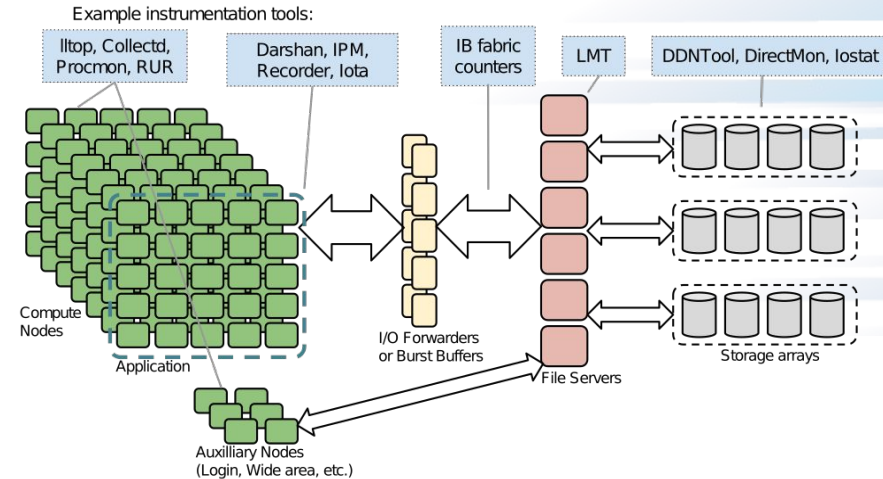 Example instrumentation tools:
lltop, Collectd,
Procmon, RUR
Darshan, IPM,
Recorder, Iota
IB fabric
counters
LMT
DDNTool, DirectMon, Iostat
Compute
Nodes
Application
I/O Forwarders
or Burst Buffers
File Servers
Storage arrays
Auxilliary Nodes
(Login, Wide area, etc.)